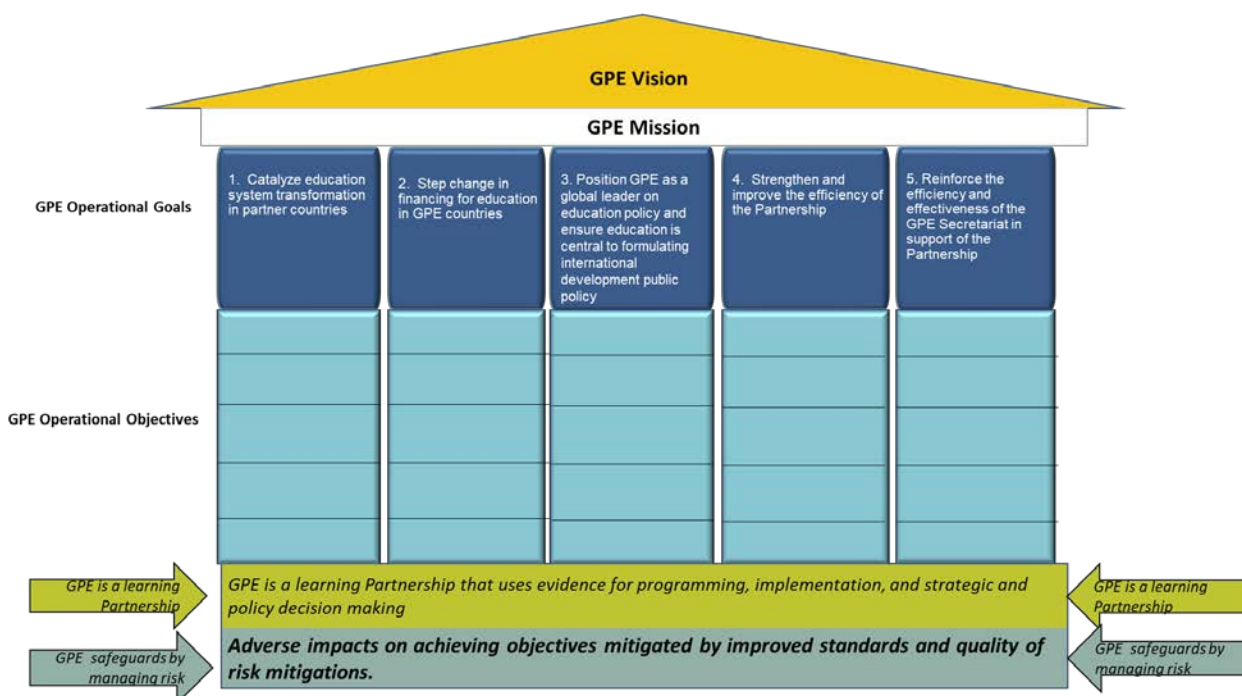 GPE Vision
GPE Mission
GPE Operational Goals
1. Catalyze education
system transformation
in partner countries
2. Step change in
financing for education
in GPE countries
3. Position GPE as a
global leader on
education policy and
ensure education is
central to formulating
international
development public
policy
4. Strengthen and
improve the efficiency of
the Partnership
5. Reinforce the
efficiency and
effectiveness of the
GPE Secretariat in
support of the
Partnership
GPE Operational Objectives
GPE is a learning
Partnership
GPE is a learning Partnership that uses evidence for programming, implementation, and strategic and
policy decision making
GPE is a learning
Partnership
GPE safeguards by
managing risk
Adverse impacts on achieving objectives mitigated by improved standards and quality of
risk mitigations.
GPE safeguards by
managing risk